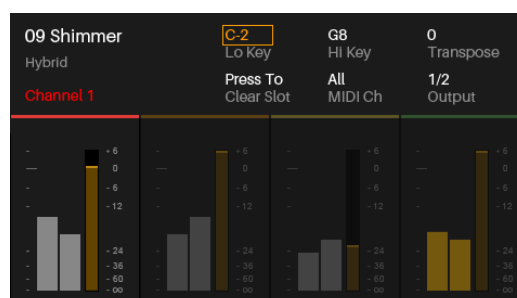 09 Shimmer
Hybrid
Channel 1
C-2
Lo Key
G8
Hi Key
0
Transpose
Press To
Clear Slot
All
MIDI Ch
1/2
Output
- + 6
- 0
- - 6
- - 12
- - 24
- - 36
- - 60
- - oo
- + 6
- 0
- - 6
- - 12
- - 24
- - 36
- - 60
- - oo
- + 6
- 0
- - 6
- - 12
- - 24
- - 36
- - 60
- - oo
- + 6
- 0
- - 6
- - 12
- - 24
- - 36
- - 60
- - oo